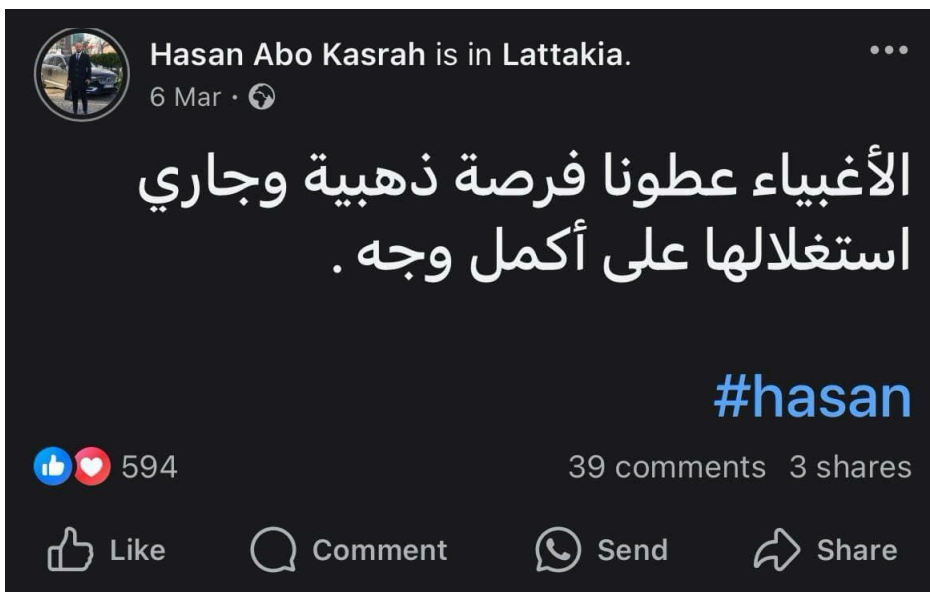 Hasan Abo Kasrah is in Lattakia.
6 Mar ·
الأغبياء عطونا فرصة ذهبية وجاري
استغلالها على أكمل وجه .
#hasan
594 39 comments 3 shares
Like Comment Send Share